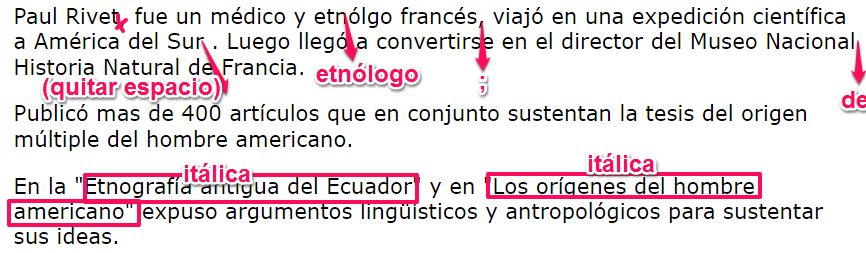 Paul Rivet, fue un médico y etnólgo francés, viajó en una expedición científica
a América del Sur . Luego llegó a convertirse en el director del Museo Nacional
Historia Natural de Francia.
(quitar espacio)
etnólogo
;
de
Publicó mas de 400 artículos que en conjunto sustentan la tesis del origen
múltiple del hombre americano.
itálica
itálica
En la "Etnografía antigua del Ecuador" y en "Los orígenes del hombre
americano" expuso argumentos lingüísticos y antropológicos para sustentar
sus ideas.